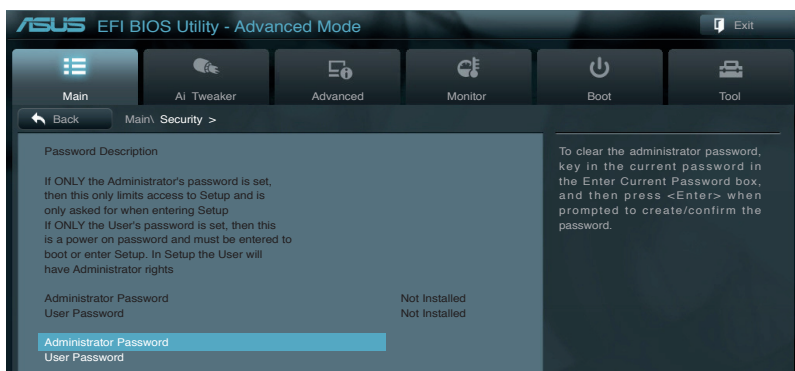 ASUS EFI BIOS Utility - Advanced Mode
Exit
Main
Ai Tweaker
Advanced
Monitor
Boot
Tool
Back
Main\ Security >
Password Description
If ONLY the Administrator's password is set,
then this only limits access to Setup and is
only asked for when entering Setup
If ONLY the User's password is set, then this
is a power on password and must be entered to
boot or enter Setup. In Setup the User will
have Administrator rights
Administrator Password Not Installed
User Password Not Installed
Administrator Password
User Password
To clear the administrator password,
key in the current password in
the Enter Current Password box,
and then press <Enter> when
prompted to create/confirm the
password.